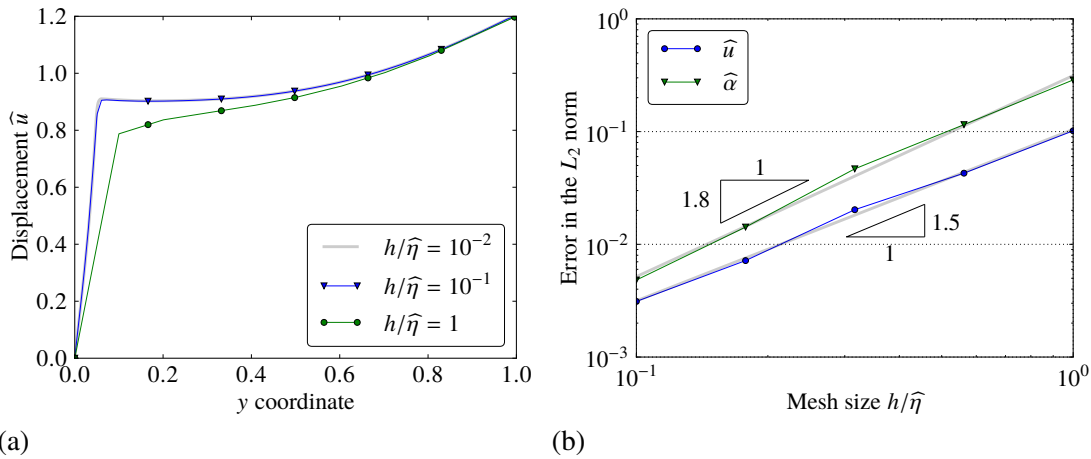 1.2
1.0
0.8
0.6
0.4
0.2
0.0
Displacement û
h/η̂ = 10⁻²
h/η̂ = 10⁻¹
h/η̂ = 1
0.0 0.2 0.4 0.6 0.8 1.0
y coordinate
(a)
10⁰
10⁻¹
10⁻²
10⁻³
Error in the L₂ norm
û
α̂
1
1.8
1.5
1
10⁻¹ 10⁰
Mesh size h/η̂
(b)